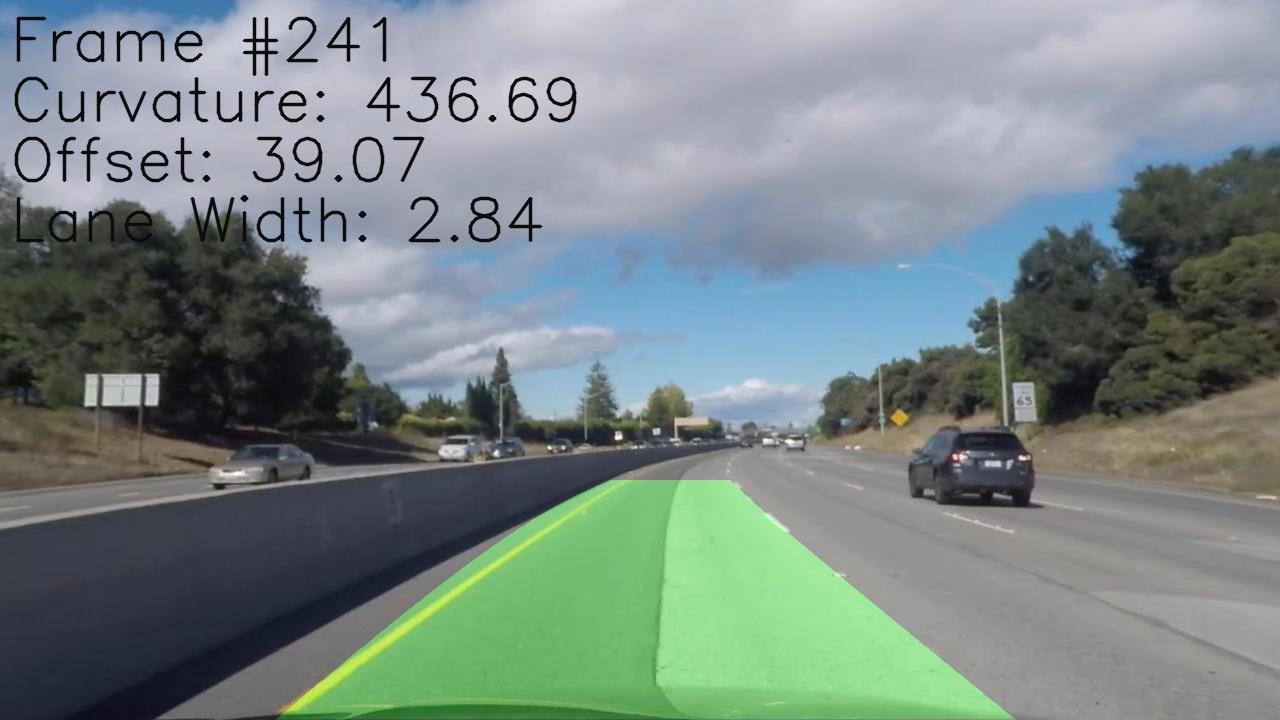 Frame #241
Curvature: 436.69
Offset: 39.07
Lane Width: 2.84
65